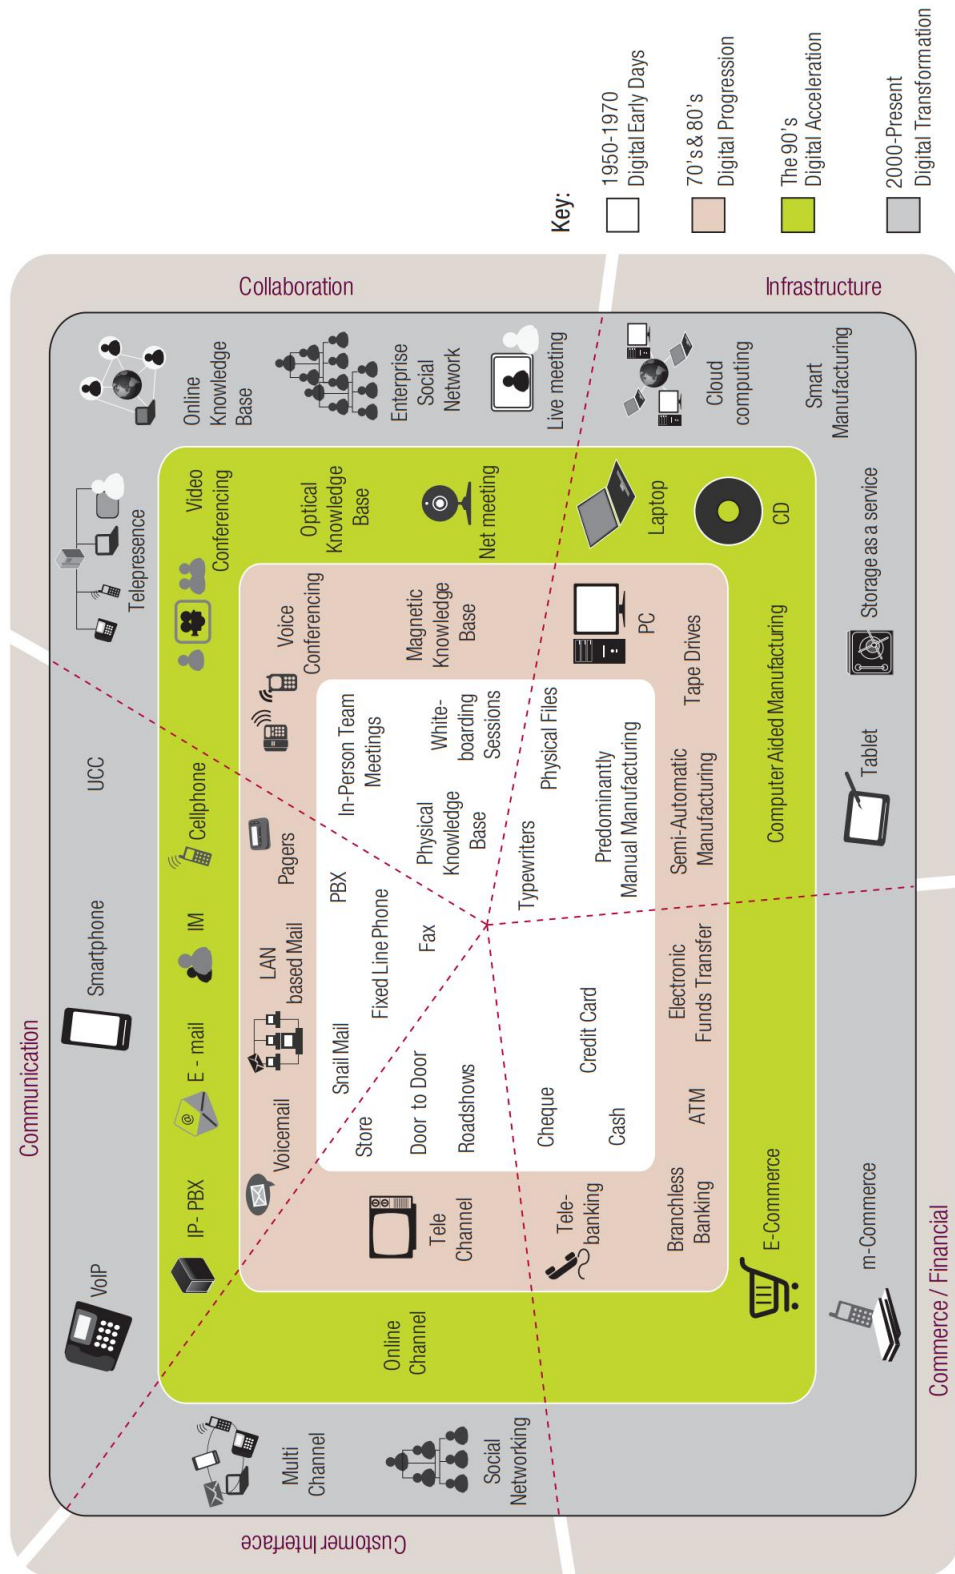 Communication
VoIP
Smartphone
UCC
Telepresence
IP- PBX
E - mail
IM
Cellphone
Video
Conferencing
Voicemail
LAN
based Mail
Pagers
Voice
Conferencing
Snail Mail
PBX
Fixed Line Phone
Fax
In-Person Team
Meetings
Physical
Knowledge
Base
White-
boarding
Sessions
Magnetic
Knowledge
Base
Optical
Knowledge
Base
Net meeting
Online
Knowledge
Base
Enterprise
Social
Network
Live meeting
Collaboration
Customer Interface
Multi
Channel
Social
Networking
Online
Channel
Tele
Channel
Store
Door to Door
Roadshows
Cheque
Cash
Credit Card
Tele-
banking
Branchless
Banking
ATM
Electronic
Funds Transfer
E-Commerce
m-Commerce
Commerce / Financial
Typewriters
Physical Files
Predominantly
Manual Manufacturing
PC
Tape Drives
Semi-Automatic
Manufacturing
Laptop
CD
Computer Aided Manufacturing
Cloud
computing
Smart
Manufacturing
Storage as a service
Tablet
Infrastructure
Key:
1950-1970
Digital Early Days
70's & 80's
Digital Progression
The 90's
Digital Acceleration
2000-Present
Digital Transformation